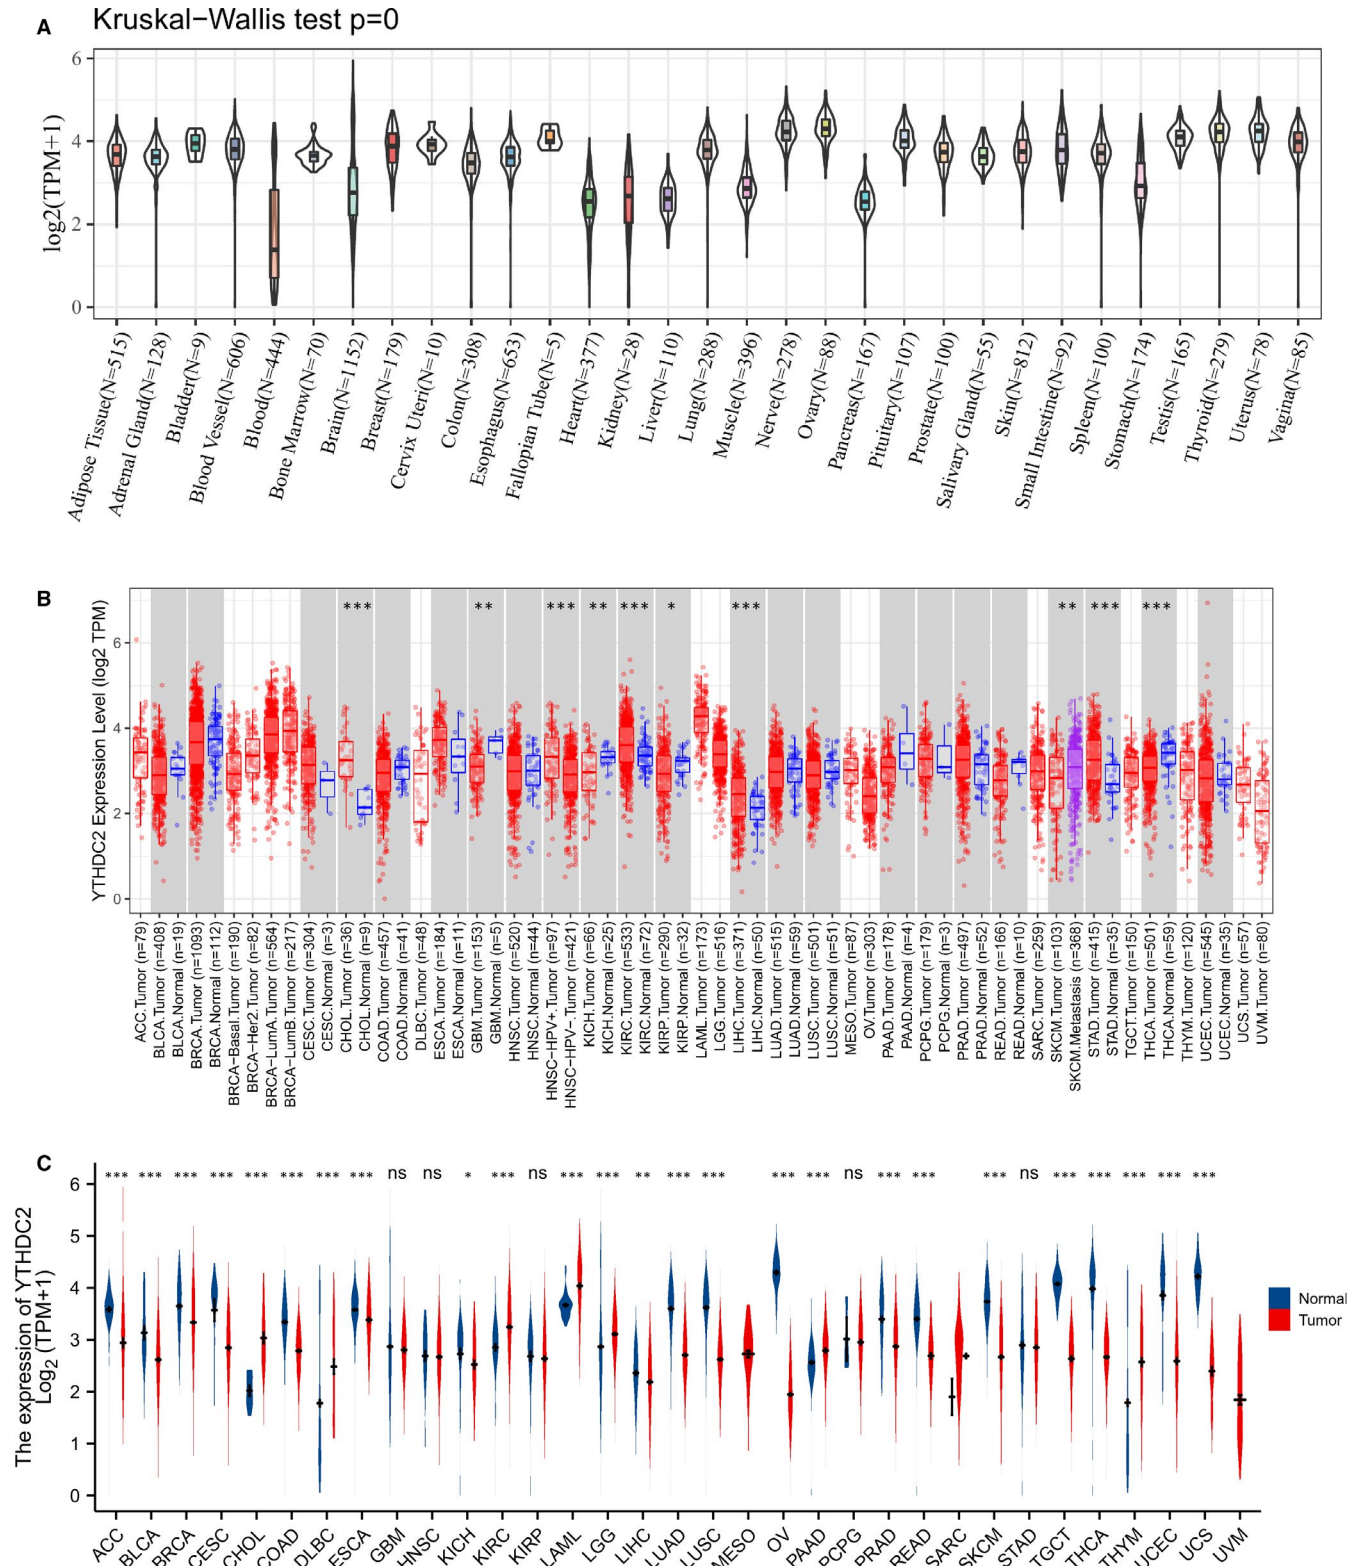 A
Kruskal−Wallis test p=0
log2(TPM+1)
6
4
2
0
Adipose Tissue(N=515)
Adrenal Gland(N=128)
Bladder(N=9)
Blood Vessel(N=606)
Blood(N=444)
Bone Marrow(N=70)
Brain(N=1152)
Breast(N=179)
Cervix Uteri(N=10)
Colon(N=308)
Esophagus(N=653)
Fallopian Tube(N=5)
Heart(N=377)
Kidney(N=28)
Liver(N=110)
Lung(N=288)
Muscle(N=396)
Nerve(N=278)
Ovary(N=88)
Pancreas(N=167)
Pituitary(N=107)
Prostate(N=100)
Salivary Gland(N=55)
Skin(N=812)
Small Intestine(N=92)
Spleen(N=100)
Stomach(N=174)
Testis(N=165)
Thyroid(N=279)
Uterus(N=78)
Vagina(N=85)
B
YTHDC2 Expression Level (log2 TPM)
6
4
2
0
*** ** *** ** *** * *** ** *** ***
ACC.Tumor (n=79)
BLCA.Tumor (n=408)
BLCA.Normal (n=19)
BRCA.Tumor (n=1093)
BRCA.Normal (n=112)
BRCA−Basal.Tumor (n=190)
BRCA−Her2.Tumor (n=82)
BRCA−LumA.Tumor (n=564)
BRCA−LumB.Tumor (n=217)
CESC.Tumor (n=304)
CESC.Normal (n=3)
CHOL.Tumor (n=36)
CHOL.Normal (n=9)
COAD.Tumor (n=457)
COAD.Normal (n=41)
DLBC.Tumor (n=48)
ESCA.Tumor (n=184)
ESCA.Normal (n=11)
GBM.Tumor (n=153)
GBM.Normal (n=5)
HNSC.Tumor (n=520)
HNSC.Normal (n=44)
HNSC−HPV+.Tumor (n=97)
HNSC−HPV−.Tumor (n=421)
KICH.Tumor (n=66)
KICH.Normal (n=25)
KIRC.Tumor (n=533)
KIRC.Normal (n=72)
KIRP.Tumor (n=290)
KIRP.Normal (n=32)
LAML.Tumor (n=173)
LGG.Tumor (n=516)
LIHC.Tumor (n=371)
LIHC.Normal (n=50)
LUAD.Tumor (n=515)
LUAD.Normal (n=59)
LUSC.Tumor (n=501)
LUSC.Normal (n=51)
MESO.Tumor (n=87)
OV.Tumor (n=303)
PAAD.Tumor (n=178)
PAAD.Normal (n=4)
PCPG.Tumor (n=179)
PCPG.Normal (n=3)
PRAD.Tumor (n=497)
PRAD.Normal (n=52)
READ.Tumor (n=166)
READ.Normal (n=10)
SARC.Tumor (n=259)
SKCM.Tumor (n=103)
SKCM.Metastasis (n=368)
STAD.Tumor (n=415)
STAD.Normal (n=35)
TGCT.Tumor (n=150)
THCA.Tumor (n=501)
THCA.Normal (n=59)
THYM.Tumor (n=120)
UCEC.Tumor (n=545)
UCEC.Normal (n=35)
UCS.Tumor (n=57)
UVM.Tumor (n=80)
C
The expression of YTHDC2
Log2 (TPM+1)
6
5
4
3
2
1
0
*** *** *** *** *** *** *** *** ns ns * *** ns *** *** ** *** *** *** *** ns *** *** *** ns *** *** *** *** ***
Normal
Tumor
ACC
BLCA
BRCA
CESC
CHOL
COAD
DLBC
ESCA
GBM
HNSC
KICH
KIRC
KIRP
LAML
LGG
LIHC
LUAD
LUSC
MESO
OV
PAAD
PCPG
PRAD
READ
SARC
SKCM
STAD
TGCT
THCA
THYM
UCEC
UCS
UVM